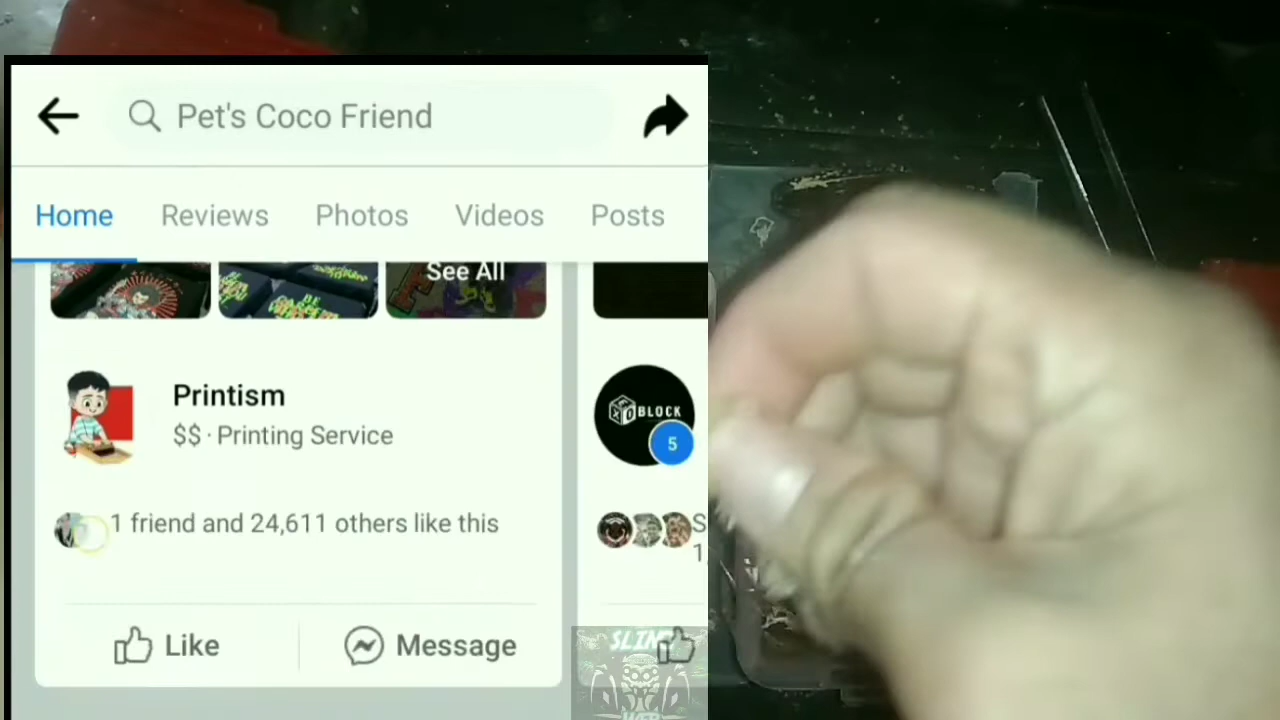 Pet's Coco Friend
Home Reviews Photos Videos Posts
See All
Printism
$$ · Printing Service
BLOCK
5
1 friend and 24,611 others like this
Like
Message